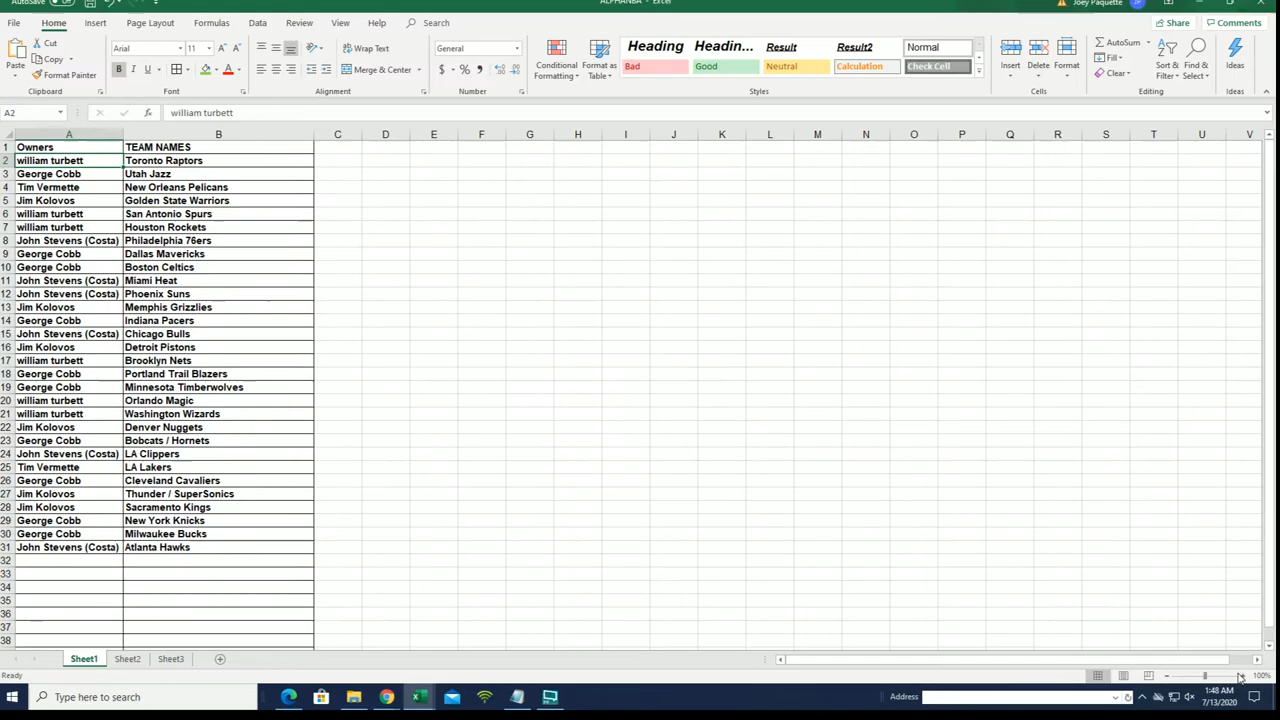 AutoSave Off ALPHANBA - Excel Joey Paquette JP
File Home Insert Page Layout Formulas Data Review View Help Search Share Comments
Cut Arial 11 Wrap Text General Heading Headin... Result Result2 Normal AutoSum
Copy Fill
Paste Format Painter B I U Merge & Center $ % Conditional Formatting Format as Table Bad Good Neutral Calculation Check Cell Insert Delete Format Clear Sort & Filter Find & Select Ideas
Clipboard Font Alignment Number Styles Cells Editing Ideas
A2 fx william turbett
A B C D E F G H I J K L M N O P Q R S T U V
1 Owners TEAM NAMES
2 william turbett Toronto Raptors
3 George Cobb Utah Jazz
4 Tim Vermette New Orleans Pelicans
5 Jim Kolovos Golden State Warriors
6 william turbett San Antonio Spurs
7 william turbett Houston Rockets
8 John Stevens (Costa) Philadelphia 76ers
9 George Cobb Dallas Mavericks
10 George Cobb Boston Celtics
11 John Stevens (Costa) Miami Heat
12 John Stevens (Costa) Phoenix Suns
13 Jim Kolovos Memphis Grizzlies
14 George Cobb Indiana Pacers
15 John Stevens (Costa) Chicago Bulls
16 Jim Kolovos Detroit Pistons
17 william turbett Brooklyn Nets
18 George Cobb Portland Trail Blazers
19 George Cobb Minnesota Timberwolves
20 william turbett Orlando Magic
21 william turbett Washington Wizards
22 Jim Kolovos Denver Nuggets
23 George Cobb Bobcats / Hornets
24 John Stevens (Costa) LA Clippers
25 Tim Vermette LA Lakers
26 George Cobb Cleveland Cavaliers
27 Jim Kolovos Thunder / SuperSonics
28 Jim Kolovos Sacramento Kings
29 George Cobb New York Knicks
30 George Cobb Milwaukee Bucks
31 John Stevens (Costa) Atlanta Hawks
32
33
34
35
36
37
38
Sheet1 Sheet2 Sheet3
Ready 100%
Type here to search Address 1:48 AM
7/13/2020